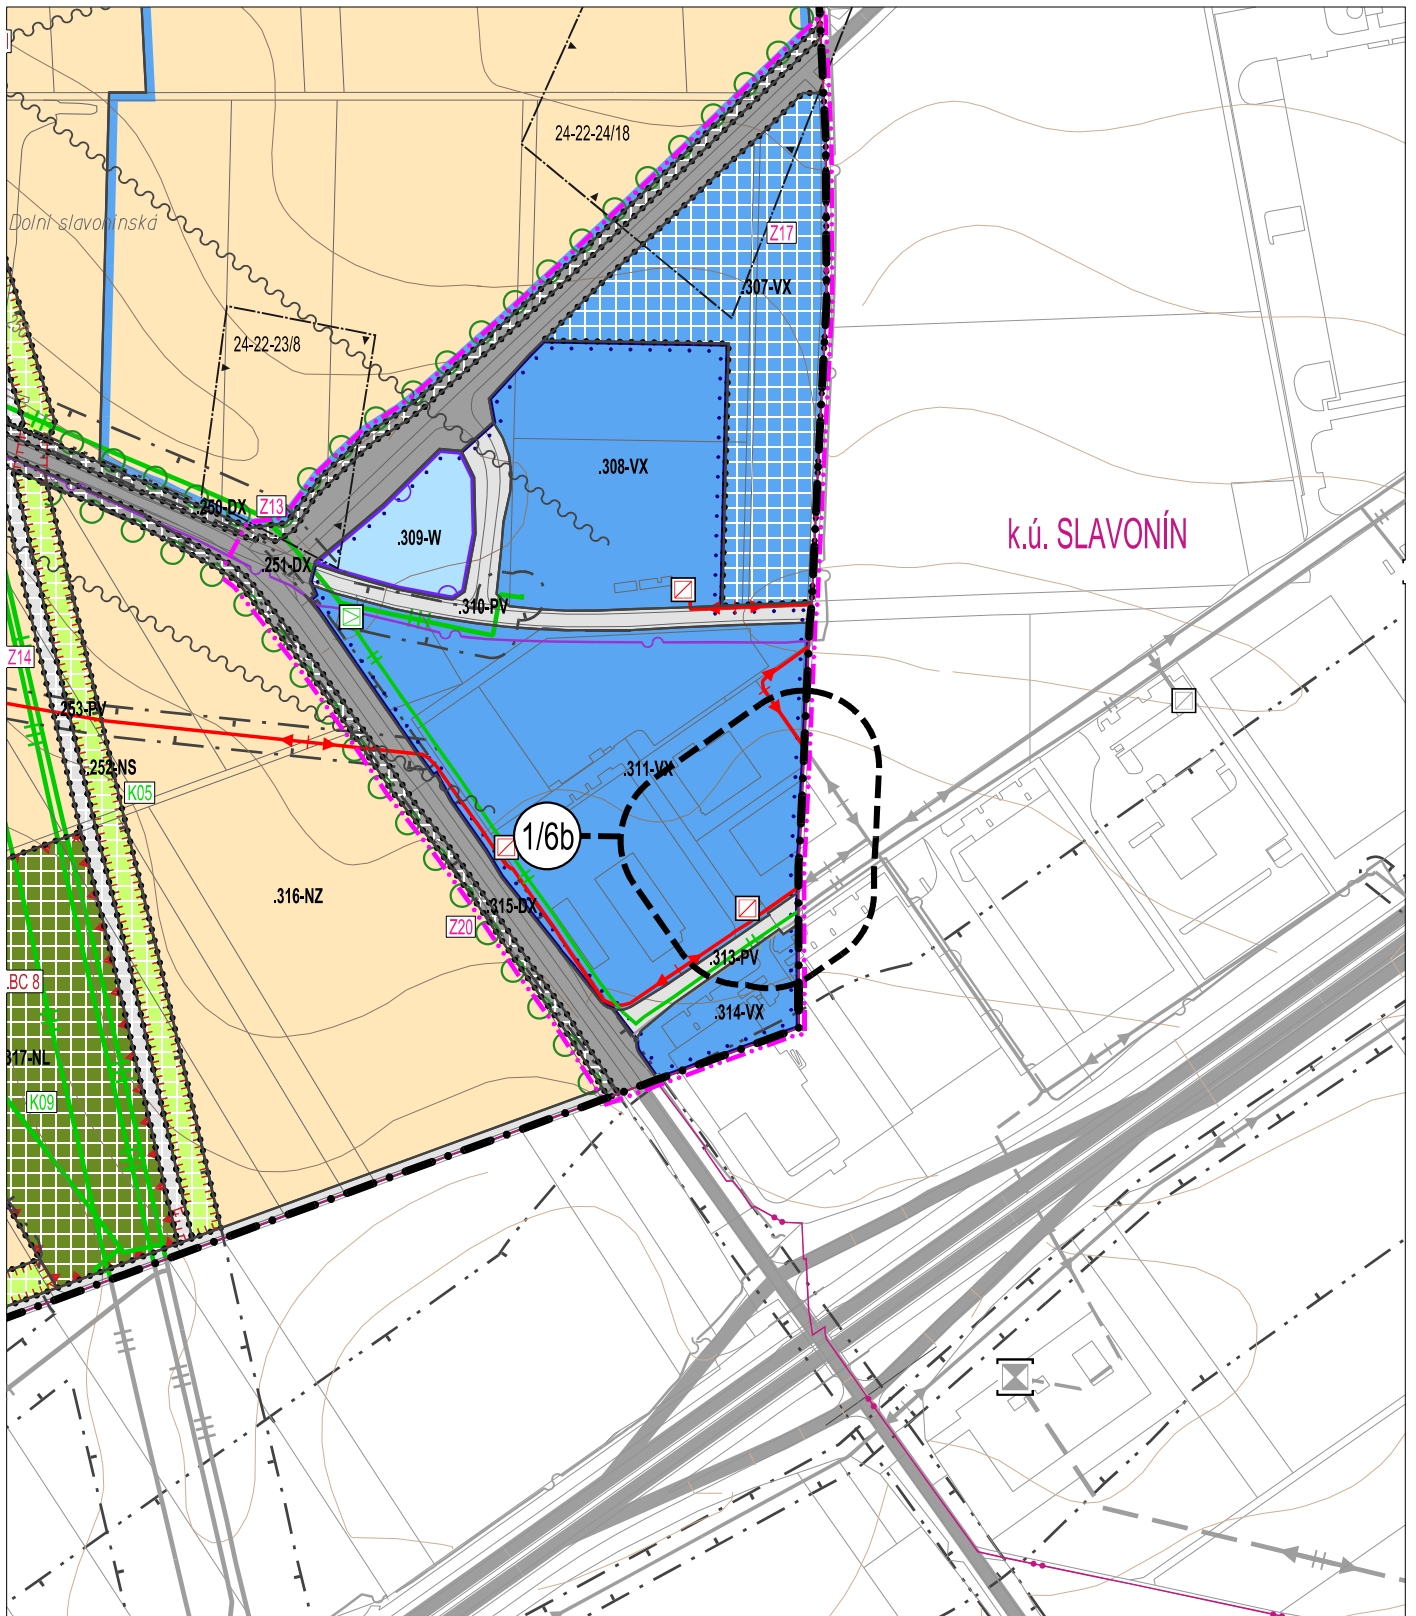 24-22-24/18
Dolní slavonínská
Z17
.307-VX
24-22-23/8
.308-VX
.250-DX
Z13
k.ú. SLAVONÍN
.309-W
.251-DX
.310-PV
Z14
.253-PV
.252-NS
.311-VX
K05
1/6b
.316-NZ
.315-DX
Z20
.313-PV
.BC 8
.314-VX
317-NL
K09